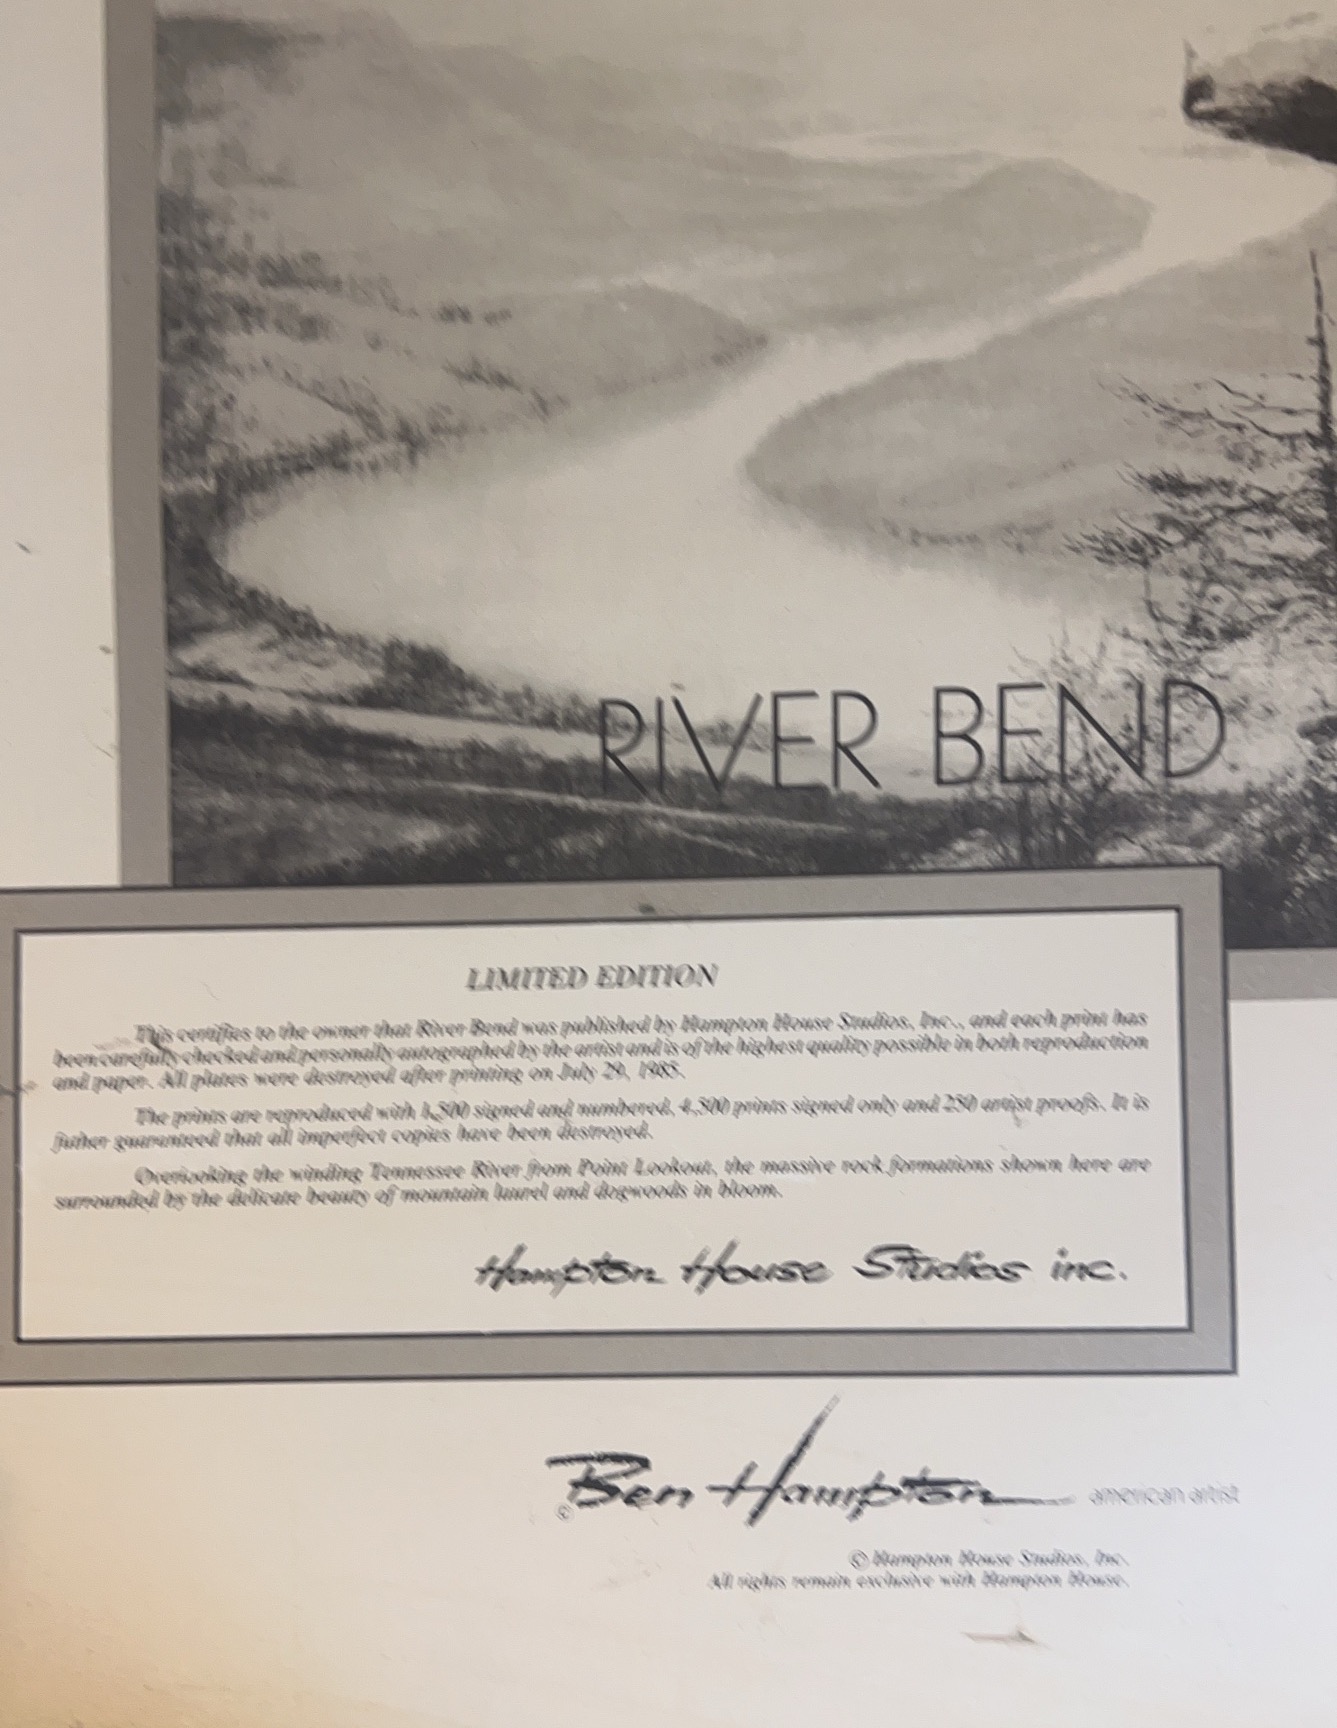 RIVER BEND
LIMITED EDITION
This certifies to the owner that River Bend was published by Hampton House Studios, Inc., and each print has
been carefully checked and personally autographed by the artist and is of the highest quality possible in both reproduction
and paper. All plates were destroyed after printing on July 29, 1985.
The prints are reproduced with 1,500 signed and numbered, 4,500 prints signed only and 250 artist proofs. It is
futher guaranteed that all imperfect copies have been destroyed.
Overlooking the winding Tennessee River from Point Lookout, the massive rock formations shown here are
surrounded by the delicate beauty of mountain laurel and dogwoods in bloom.
Hampton House Studios inc.
© Ben Hampton american artist
© Hampton House Studios, Inc.
All rights remain exclusive with Hampton House.